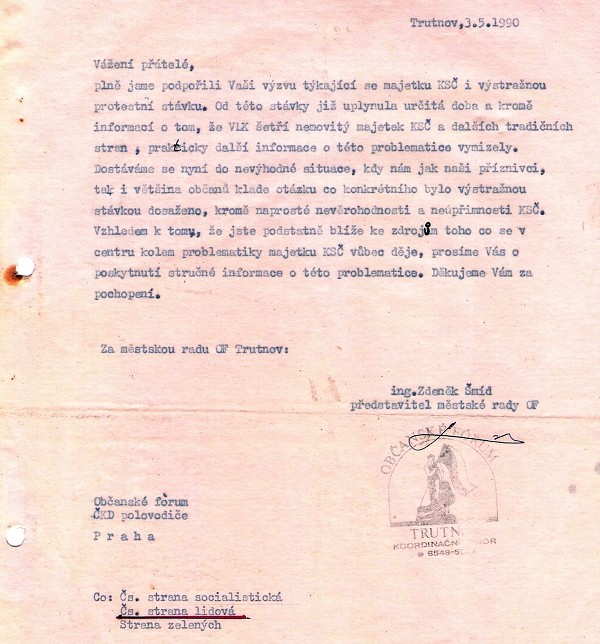 Trutnov,3.5.1990
Vážení přátelé,
plně jsme podpořili Vaši výzvu týkající se majetku KSČ i výstražnou
protestní stávku. Od této stávky již uplynula určitá doba a kromě
informací o tom, že VLK šetří nemovitý majetek KSČ a dalších tradičních
stran , prakticky další informace o této problematice vymizely.
Dostáváme se nyní do nevýhodné situace, kdy nám jak naši příznivci,
tak i většina občanů klade otázku co konkrétního bylo výstražnou
stávkou dosaženo, kromě naprosté nevěrohodnosti a neúpřimnosti KSČ.
Vzhledem k tomu, že jste podstatně blíže ke zdrojům toho co se v
centru kolem problematiky majetku KSČ vůbec děje, prosíme Vás o
poskytnutí stručné informace o této problematice. Děkujeme Vám za
pochopení.
Za městskou radu OF Trutnov:
ing.Zdeněk Šmíd
představitel městské rady OF
OBČANSKÉ FÓRUM
TRUTN
KOORDINAČNÍ
6548-5
Občanské fórum
ČKD polovodiče
P r a h a
Co: Čs. strana socialistická
Čs. strana lidová
Strana zelených